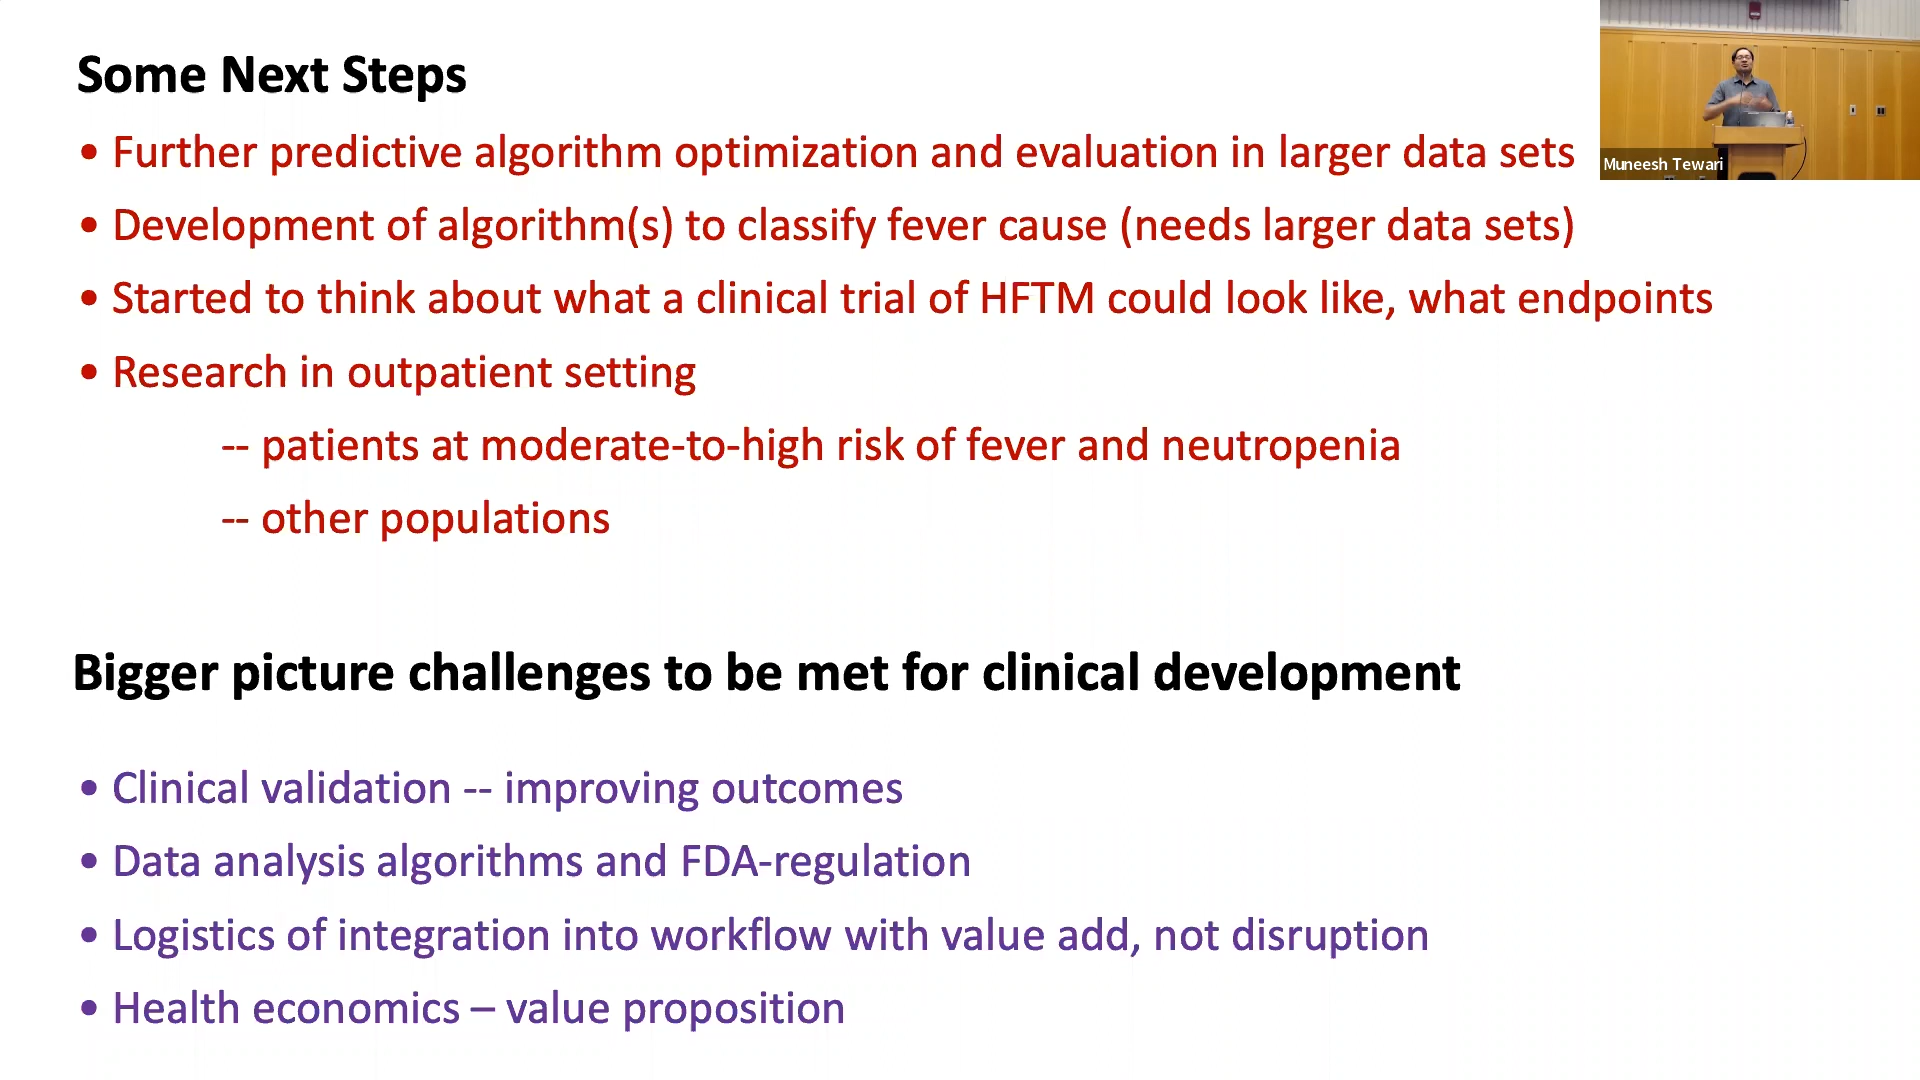 Some Next Steps
• Further predictive algorithm optimization and evaluation in larger data sets
• Development of algorithm(s) to classify fever cause (needs larger data sets)
• Started to think about what a clinical trial of HFTM could look like, what endpoints
• Research in outpatient setting
-- patients at moderate-to-high risk of fever and neutropenia
-- other populations
Muneesh Tewari
Bigger picture challenges to be met for clinical development
• Clinical validation -- improving outcomes
• Data analysis algorithms and FDA-regulation
• Logistics of integration into workflow with value add, not disruption
• Health economics – value proposition